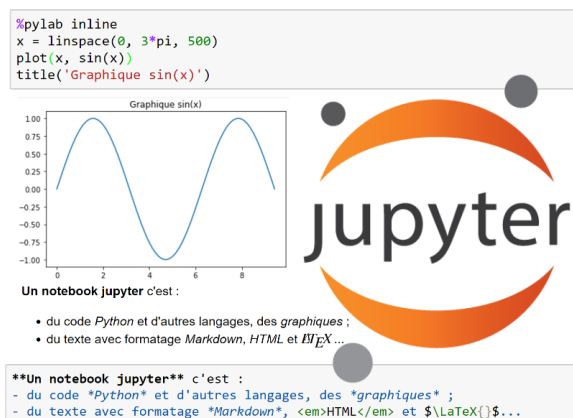 %pylab inline
x = linspace(0, 3*pi, 500)
plot(x, sin(x))
title('Graphique sin(x)')
Graphique sin(x)
1.00
0.75
0.50
0.25
0.00
−0.25
−0.50
−0.75
−1.00
0 2 4 6 8
jupyter
Un notebook jupyter c'est :
• du code Python et d'autres langages, des graphiques ;
• du texte avec formatage Markdown, HTML et LATEX ...
**Un notebook jupyter** c'est :
- du code *Python* et d'autres langages, des *graphiques* ;
- du texte avec formatage *Markdown*, <em>HTML</em> et $\LaTeX{}$...